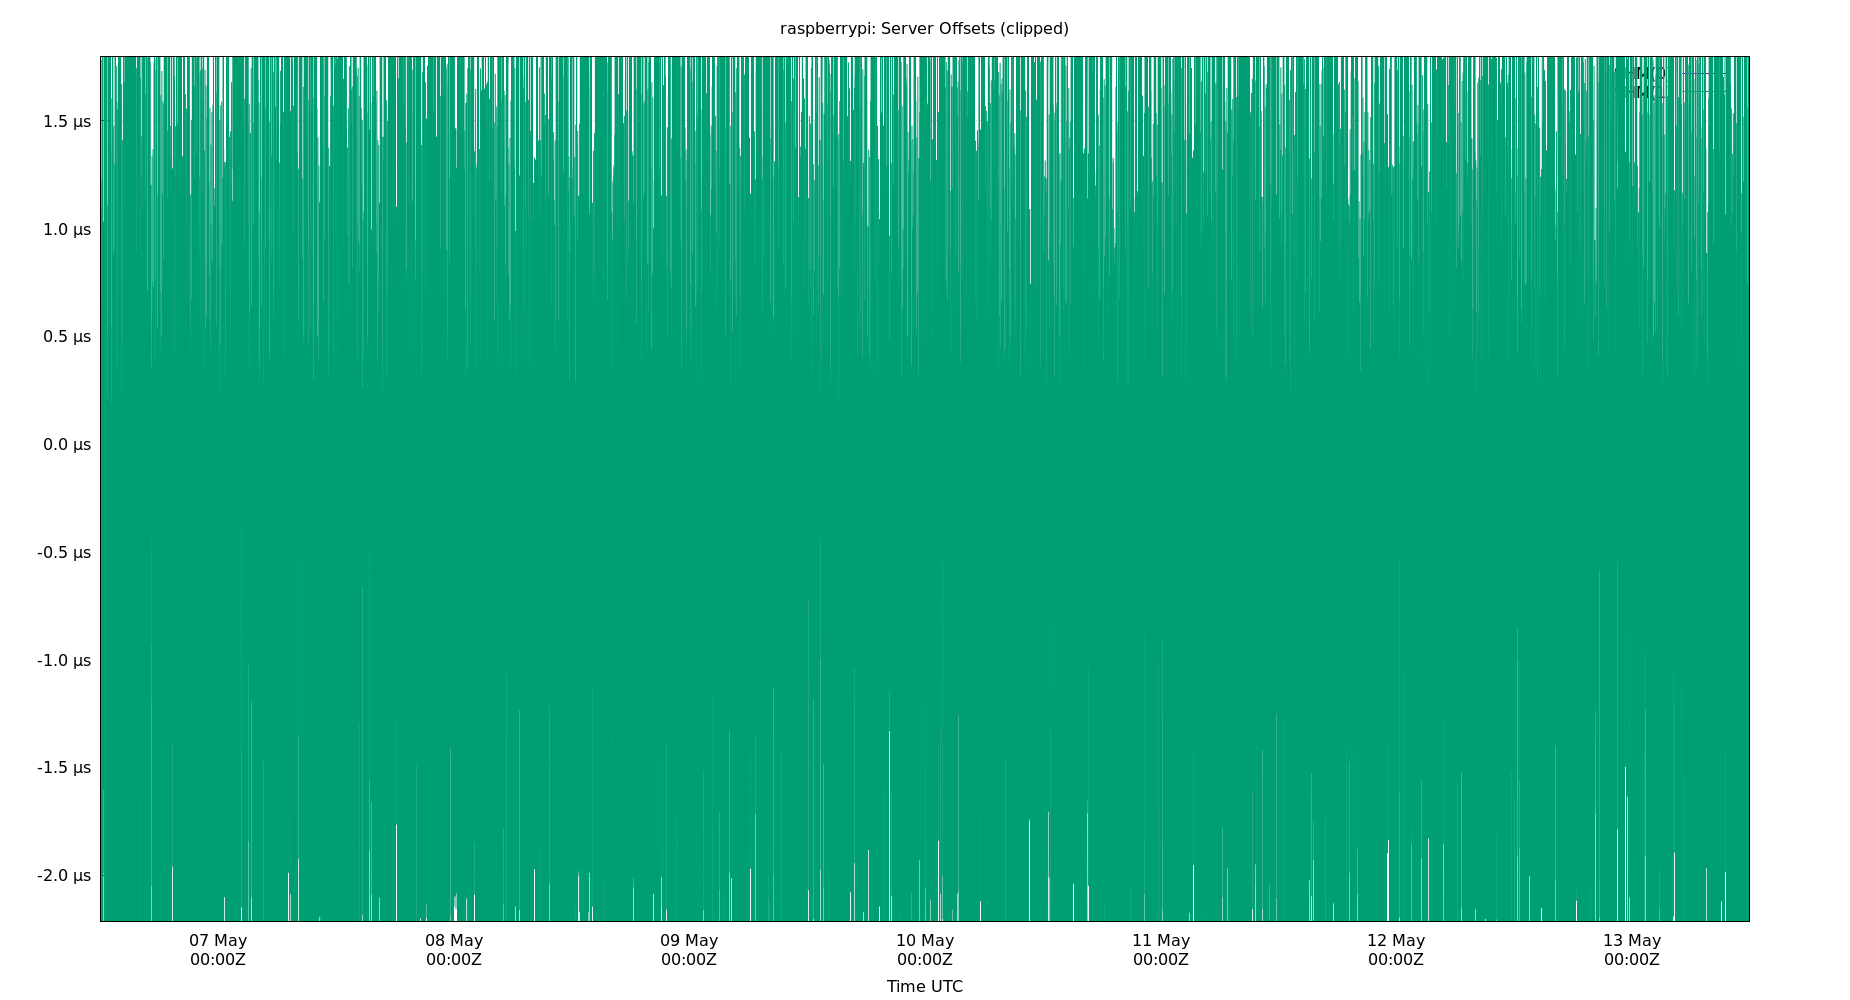 raspberrypi: Server Offsets (clipped)
1.5 µs
1.0 µs
0.5 µs
0.0 µs
-0.5 µs
-1.0 µs
-1.5 µs
-2.0 µs
07 May 08 May 09 May 10 May 11 May 12 May 13 May
00:00Z 00:00Z 00:00Z 00:00Z 00:00Z 00:00Z 00:00Z
Time UTC